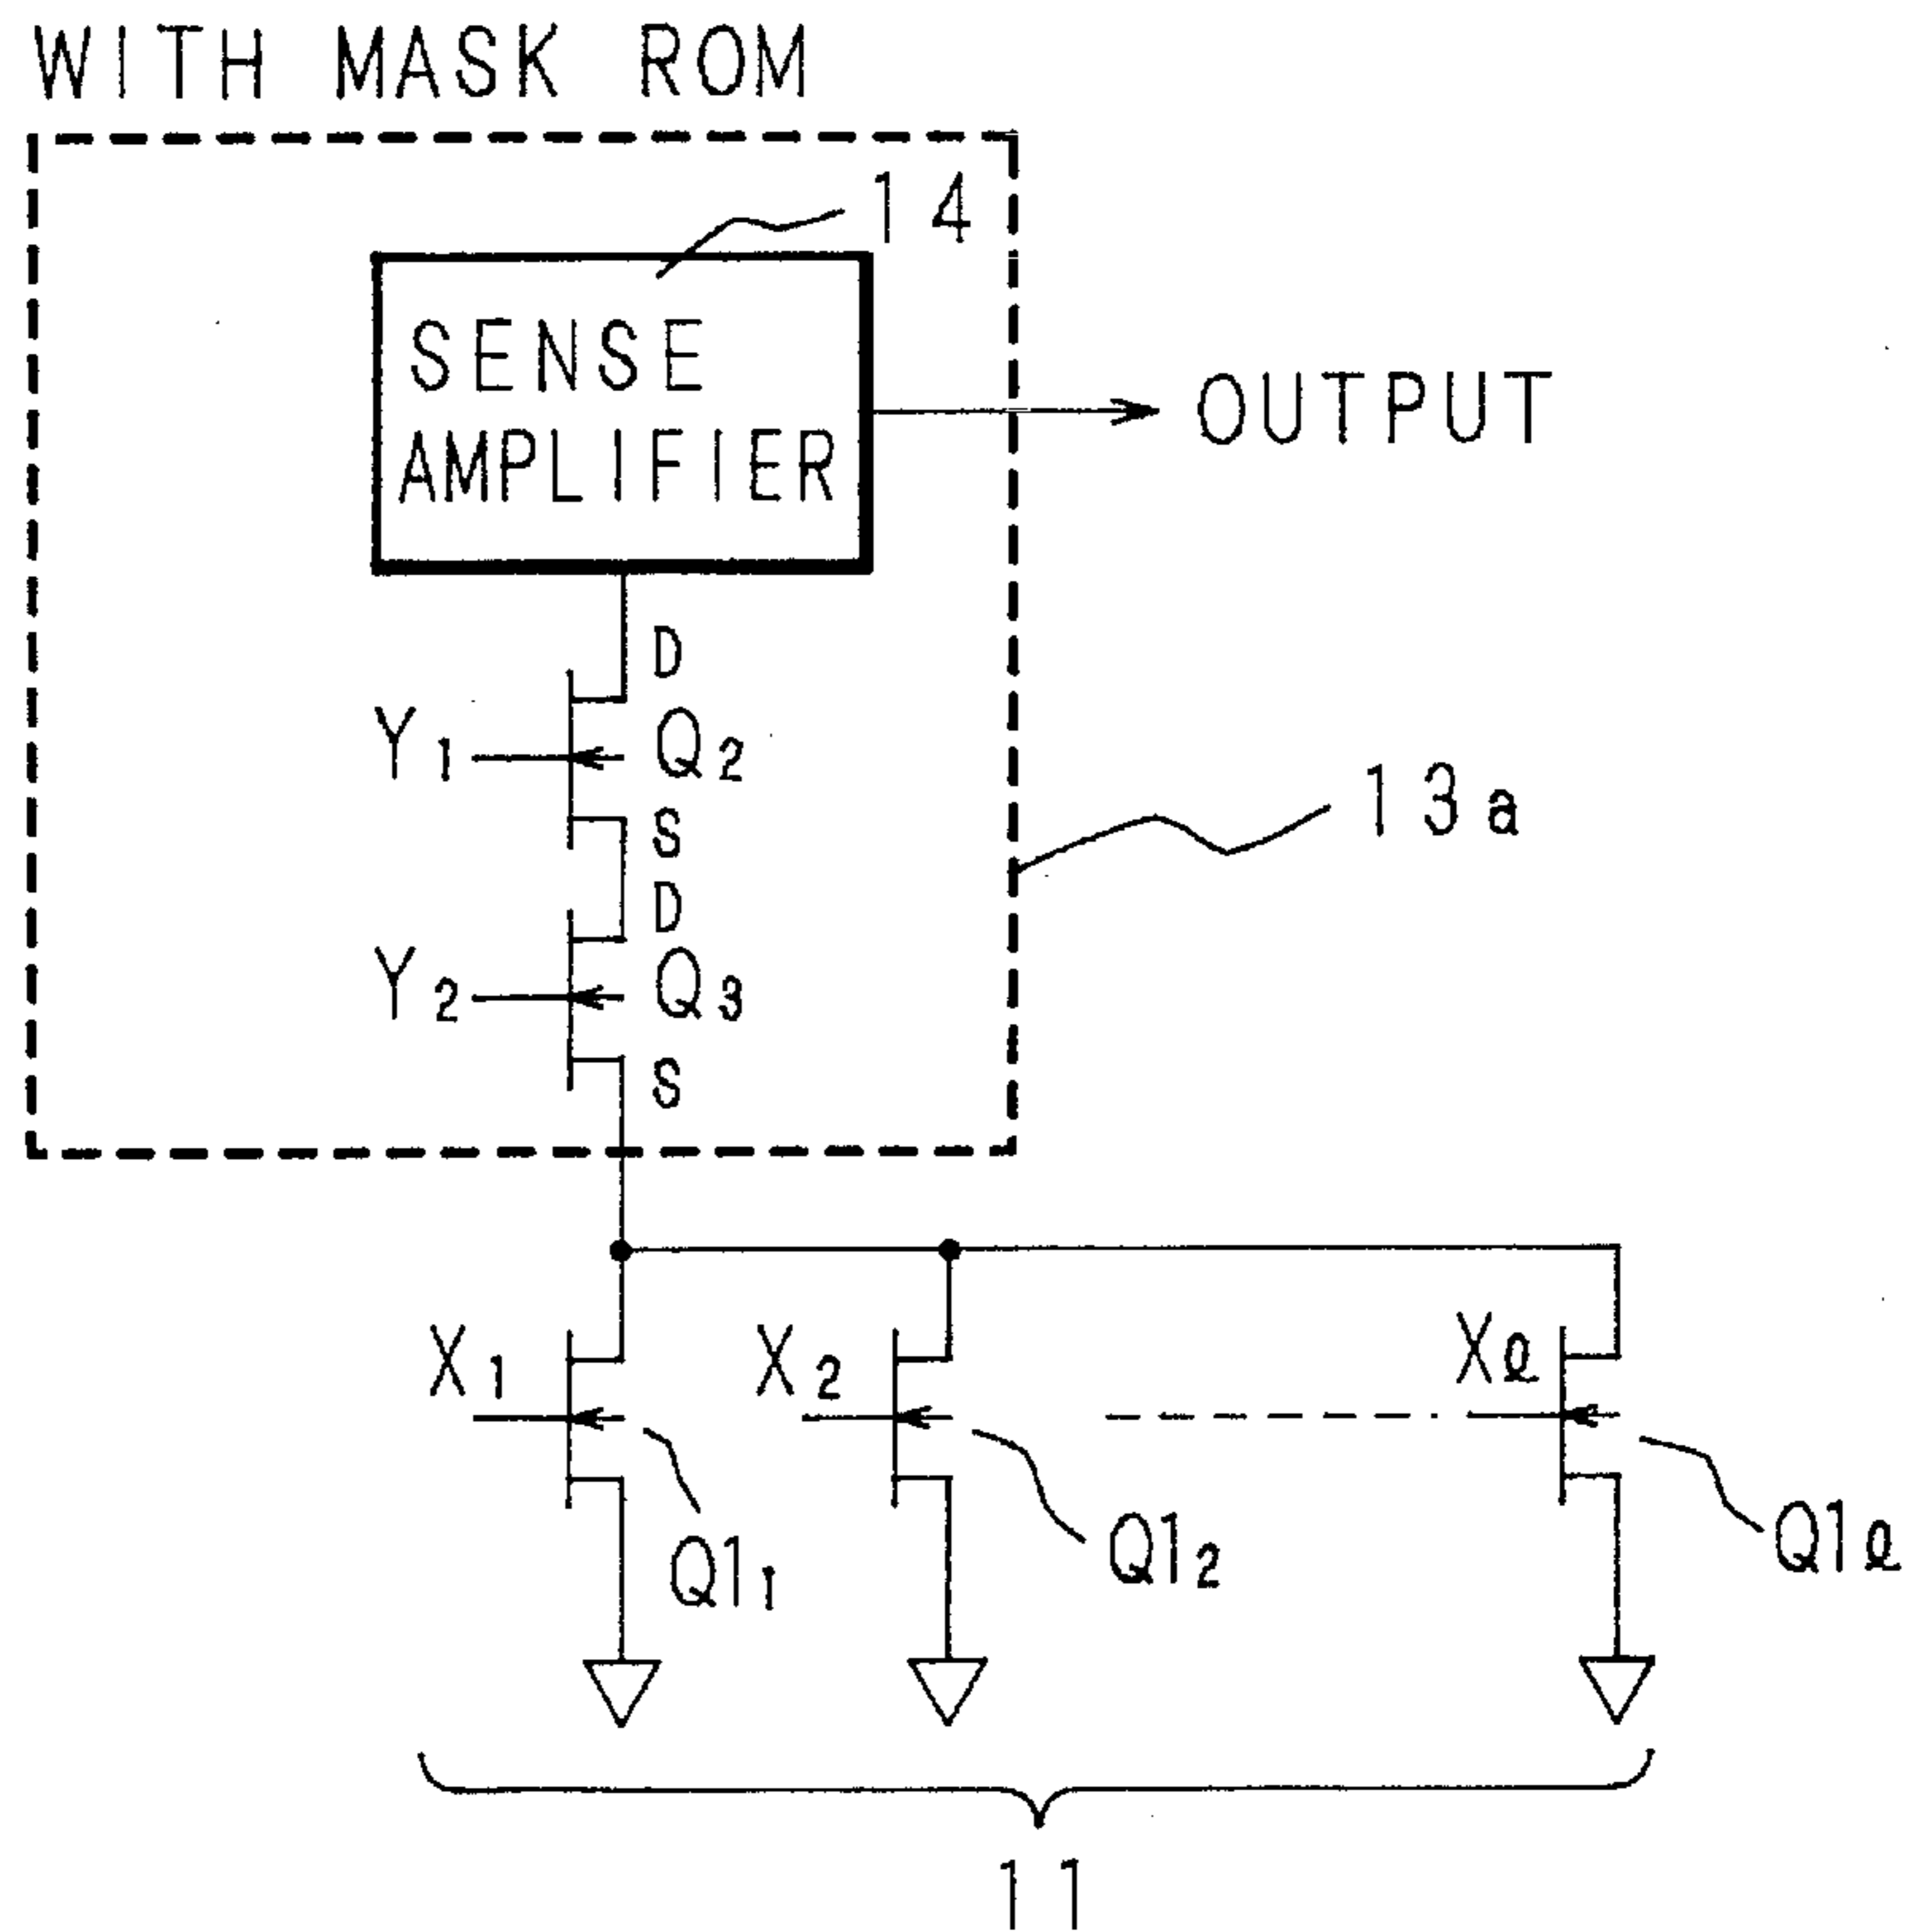 WITH MASK ROM
14
SENSE
AMPLIFIER
OUTPUT
D
Y1
Q2
S
13a
D
Y2
Q3
S
X1
X2
Xℓ
Q11
Q12
Q1ℓ
11